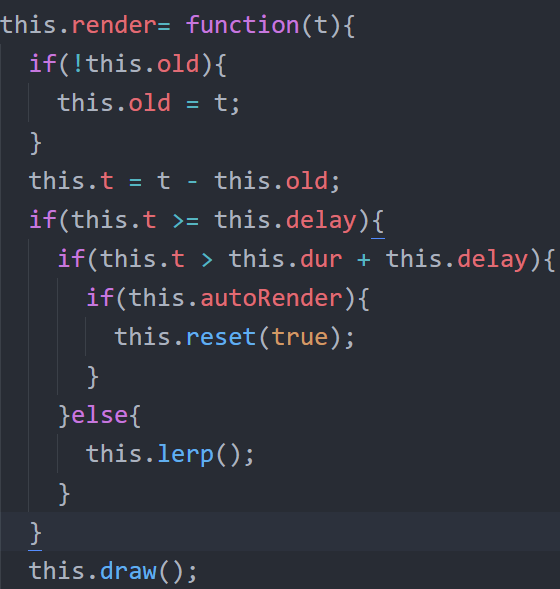 this.render= function(t){
if(!this.old){
this.old = t;
}
this.t = t - this.old;
if(this.t >= this.delay){
if(this.t > this.dur + this.delay){
if(this.autoRender){
this.reset(true);
}
}else{
this.lerp();
}
}
this.draw();